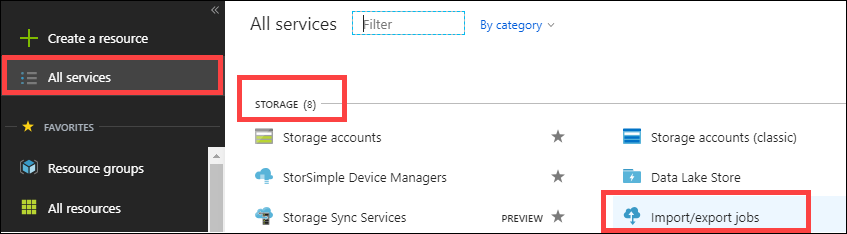 «
Create a resource
All services
FAVORITES
Resource groups
All resources
All services Filter By category
STORAGE (8)
Storage accounts Storage accounts (classic)
StorSimple Device Managers Data Lake Store
Storage Sync Services PREVIEW Import/export jobs